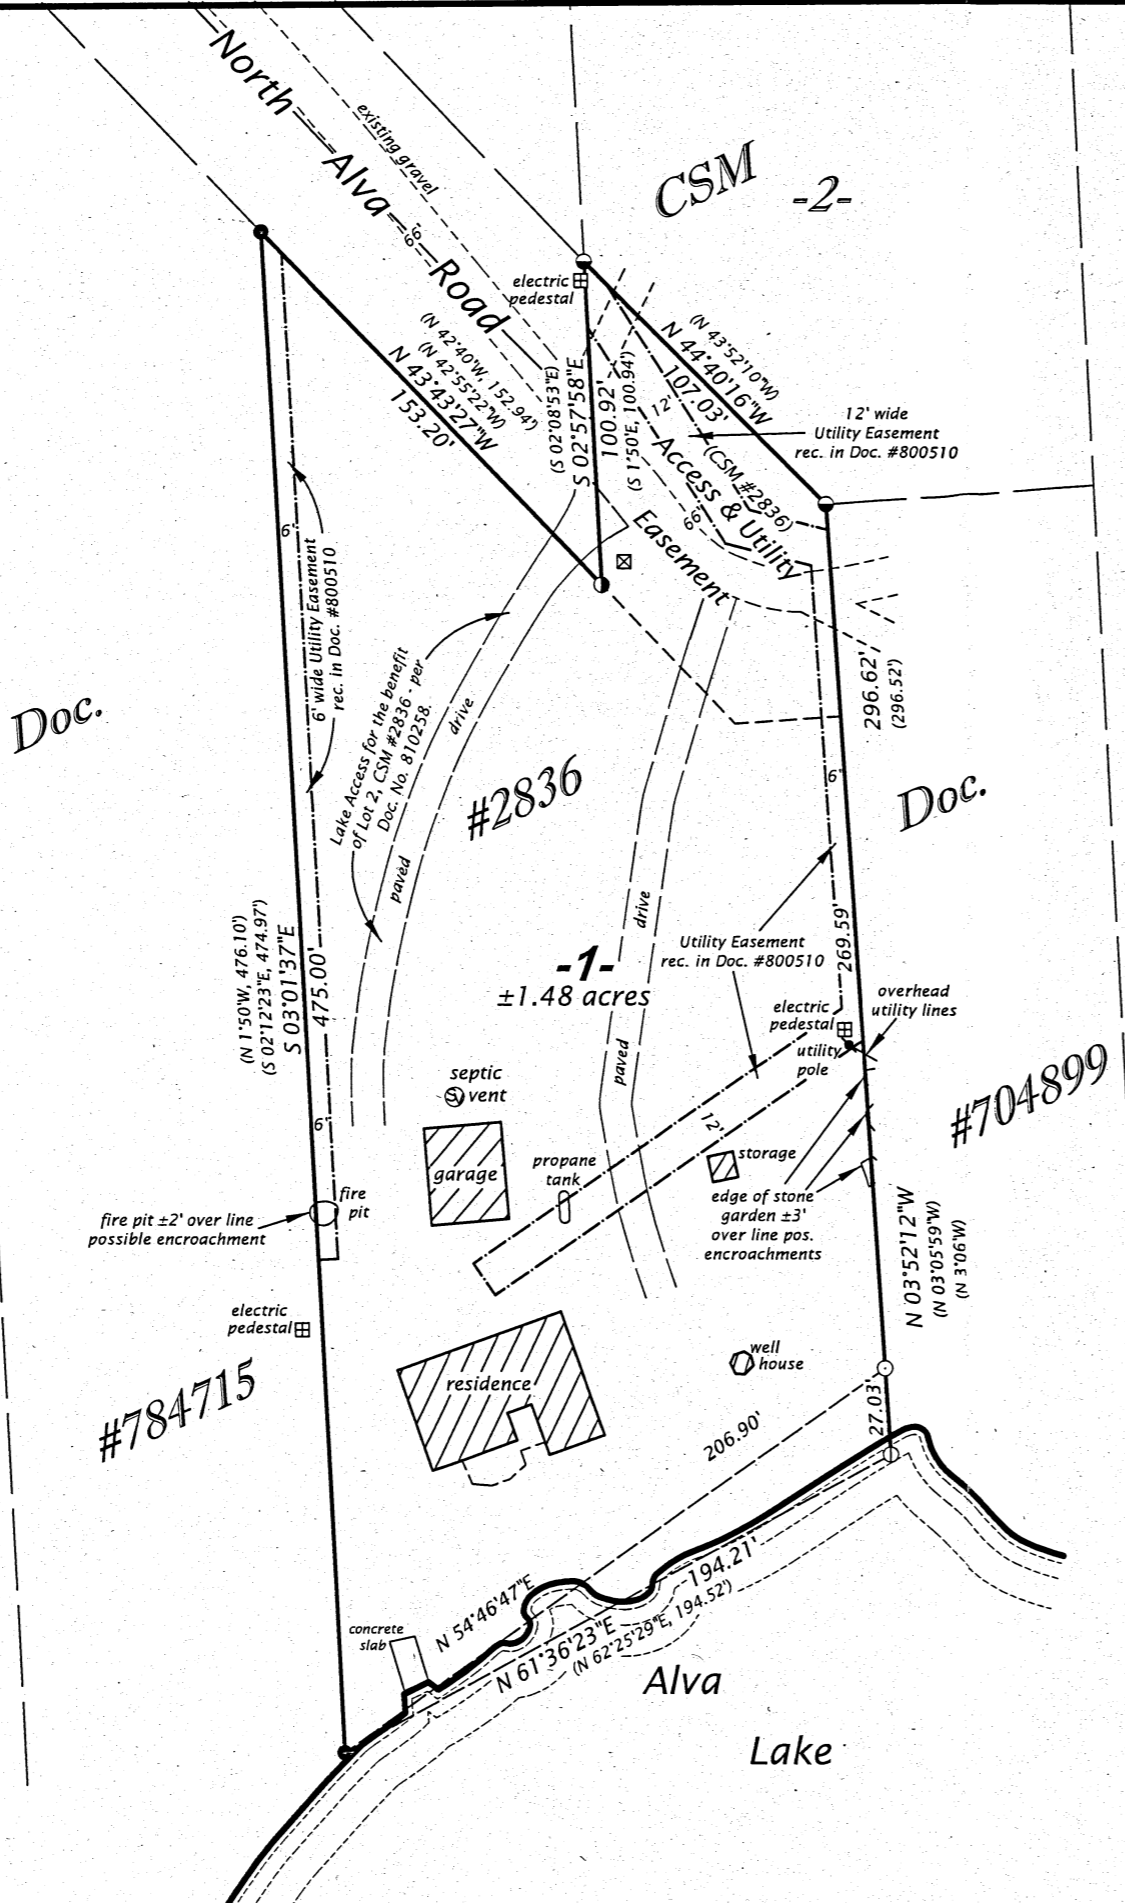 North Alva Road
existing gravel
66'
CSM
-2-
electric
pedestal
(N 42°40'W, 152.94')
(N 42°55'22"W)
N 43°43'27"W
153.20'
(S 02°08'53"E)
S 02°57'58"E
100.92'
(S 1°50'E, 100.94')
(N 43°52'10"W)
N 44°40'16"W
107.03'
(CSM #2836)
12'
12' wide
Utility Easement
rec. in Doc. #800510
Access & Utility
Easement
66'
6'
6' wide Utility Easement
rec. in Doc. #800510
Lake Access for the benefit
of Lot 2, CSM #2836 - per
Doc. No. 810258.
drive
paved
296.62'
(296.52')
6'
Doc.
#2836
Doc.
drive
paved
269.59'
Utility Easement
rec. in Doc. #800510
-1-
±1.48 acres
(N 1°50'W, 476.10')
(S 02°12'23"E, 474.97')
S 03°01'37"E
475.00'
electric
pedestal
overhead
utility lines
utility
pole
septic
SV vent
#704899
12'
6'
garage
propane
tank
storage
fire
pit
fire pit ±2' over line
possible encroachment
edge of stone
garden ±3'
over line pos.
encroachments
N 03°52'12"W
(N 03°05'59"W)
(N 3°06'W)
electric
pedestal
well
house
residence
#784715
27.03'
206.90'
N 54°46'47"E
194.21'
N 61°36'23"E
(N 62°25'29"E, 194.52')
concrete
slab
Alva
Lake